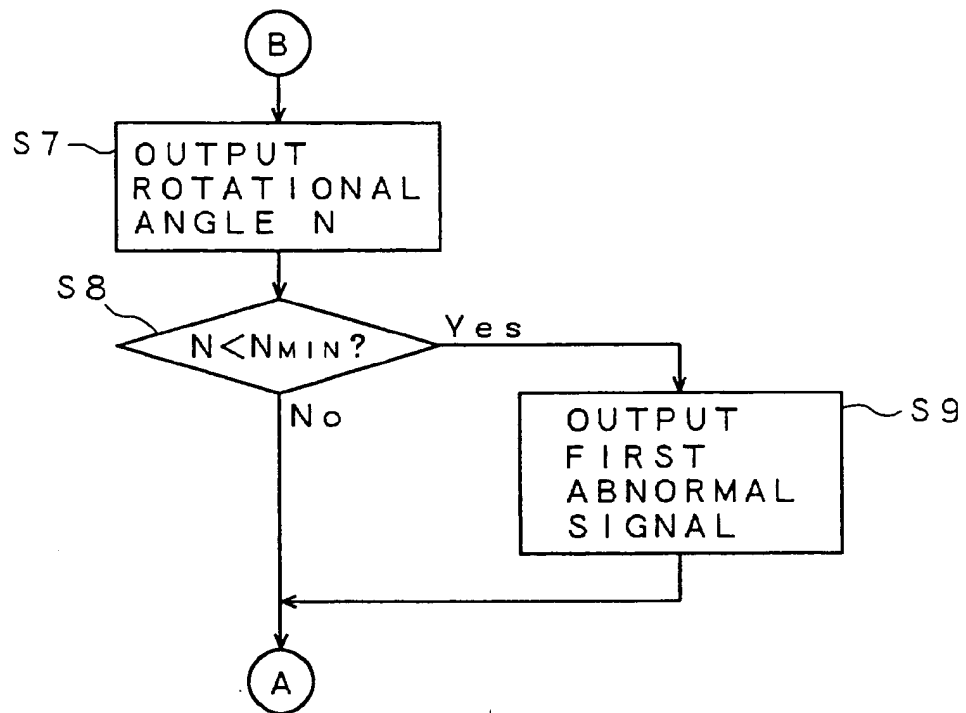 B
S7
OUTPUT
ROTATIONAL
ANGLE N
S8
N<NMIN?
Yes
No
S9
OUTPUT
FIRST
ABNORMAL
SIGNAL
A